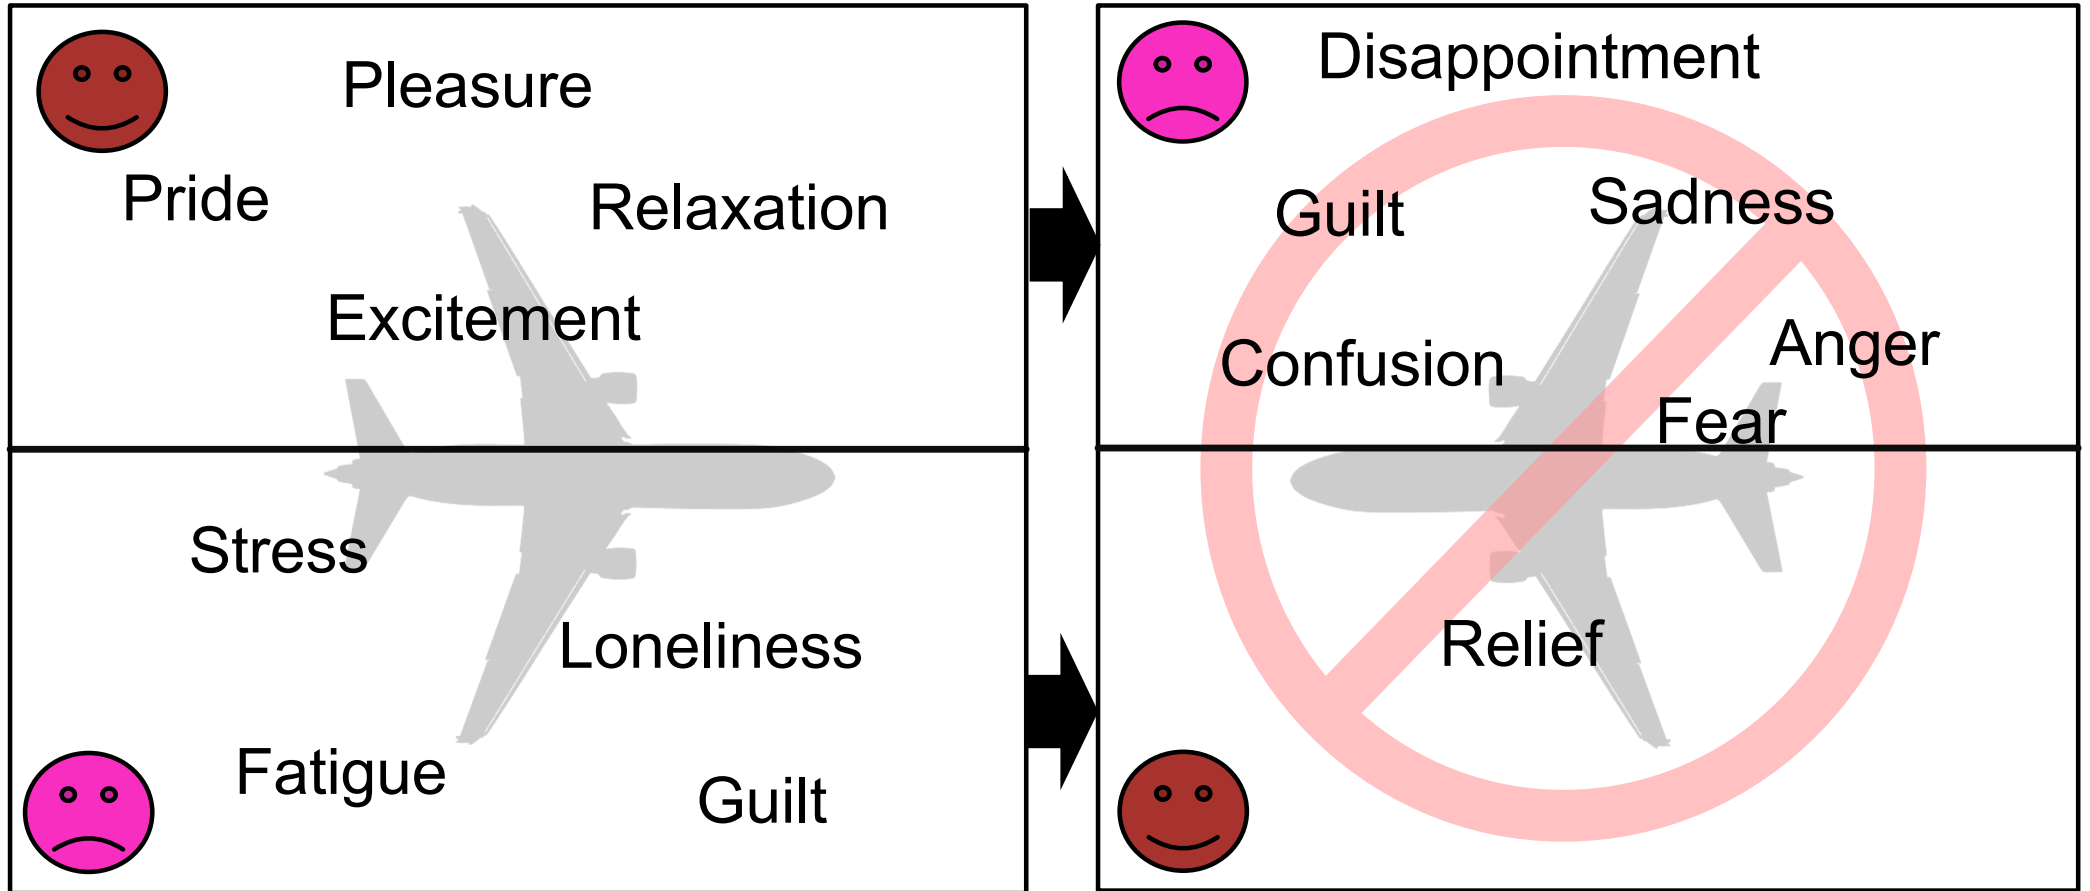 Pleasure
Pride
Relaxation
Excitement
Disappointment
Guilt
Sadness
Confusion
Anger
Fear
Stress
Loneliness
Fatigue
Guilt
Relief